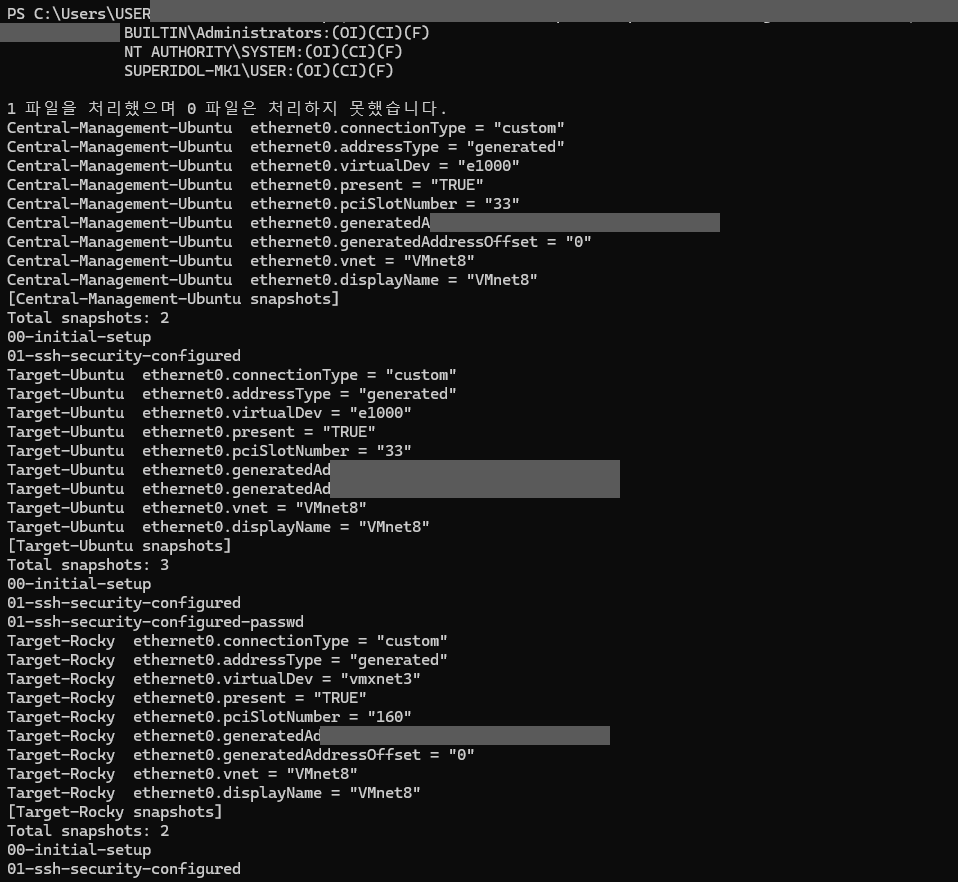 PS C:\Users\USER
BUILTIN\Administrators:(OI)(CI)(F)
NT AUTHORITY\SYSTEM:(OI)(CI)(F)
SUPERIDOL-MK1\USER:(OI)(CI)(F)
1 파일을 처리했으며 0 파일은 처리하지 못했습니다.
Central-Management-Ubuntu  ethernet0.connectionType = "custom"
Central-Management-Ubuntu  ethernet0.addressType = "generated"
Central-Management-Ubuntu  ethernet0.virtualDev = "e1000"
Central-Management-Ubuntu  ethernet0.present = "TRUE"
Central-Management-Ubuntu  ethernet0.pciSlotNumber = "33"
Central-Management-Ubuntu  ethernet0.generatedA
Central-Management-Ubuntu  ethernet0.generatedAddressOffset = "0"
Central-Management-Ubuntu  ethernet0.vnet = "VMnet8"
Central-Management-Ubuntu  ethernet0.displayName = "VMnet8"
[Central-Management-Ubuntu snapshots]
Total snapshots: 2
00-initial-setup
01-ssh-security-configured
Target-Ubuntu  ethernet0.connectionType = "custom"
Target-Ubuntu  ethernet0.addressType = "generated"
Target-Ubuntu  ethernet0.virtualDev = "e1000"
Target-Ubuntu  ethernet0.present = "TRUE"
Target-Ubuntu  ethernet0.pciSlotNumber = "33"
Target-Ubuntu  ethernet0.generatedAd
Target-Ubuntu  ethernet0.generatedAd
Target-Ubuntu  ethernet0.vnet = "VMnet8"
Target-Ubuntu  ethernet0.displayName = "VMnet8"
[Target-Ubuntu snapshots]
Total snapshots: 3
00-initial-setup
01-ssh-security-configured
01-ssh-security-configured-passwd
Target-Rocky  ethernet0.connectionType = "custom"
Target-Rocky  ethernet0.addressType = "generated"
Target-Rocky  ethernet0.virtualDev = "vmxnet3"
Target-Rocky  ethernet0.present = "TRUE"
Target-Rocky  ethernet0.pciSlotNumber = "160"
Target-Rocky  ethernet0.generatedAd
Target-Rocky  ethernet0.generatedAddressOffset = "0"
Target-Rocky  ethernet0.vnet = "VMnet8"
Target-Rocky  ethernet0.displayName = "VMnet8"
[Target-Rocky snapshots]
Total snapshots: 2
00-initial-setup
01-ssh-security-configured